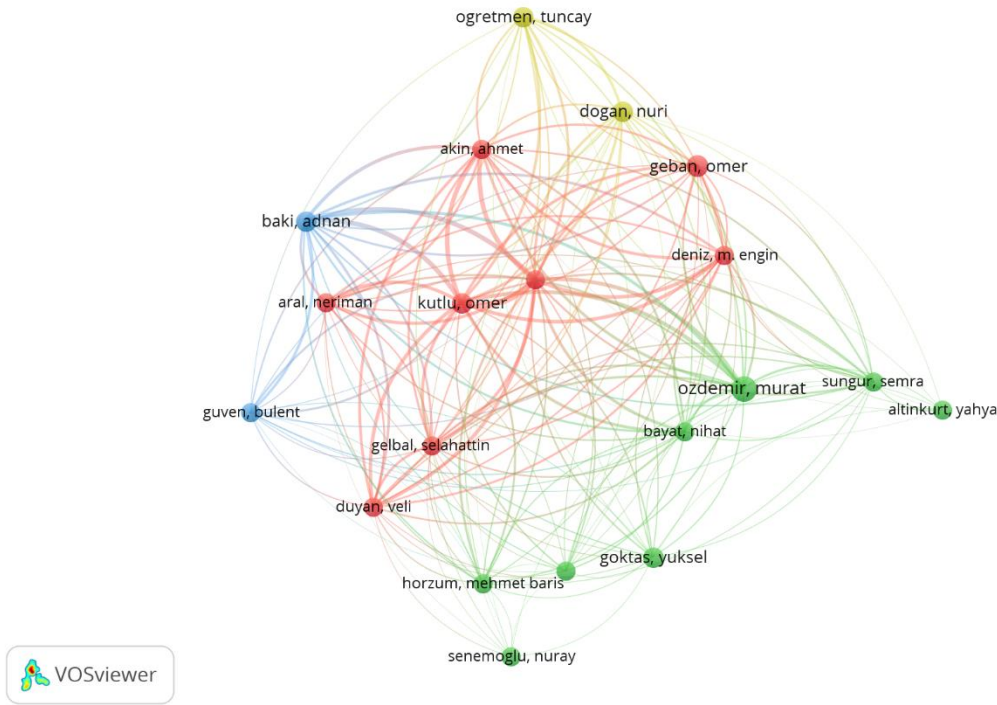 ogretmen, tuncay
dogan, nuri
akin, ahmet
geban, omer
baki, adnan
deniz, m. engin
aral, neriman
kutlu, omer
ozdemir, murat
sungur, semra
guven, bulent
altinkurt, yahya
bayat, nihat
gelbal, selahattin
duyan, veli
goktas, yuksel
horzum, mehmet baris
senemoglu, nuray
VOSviewer